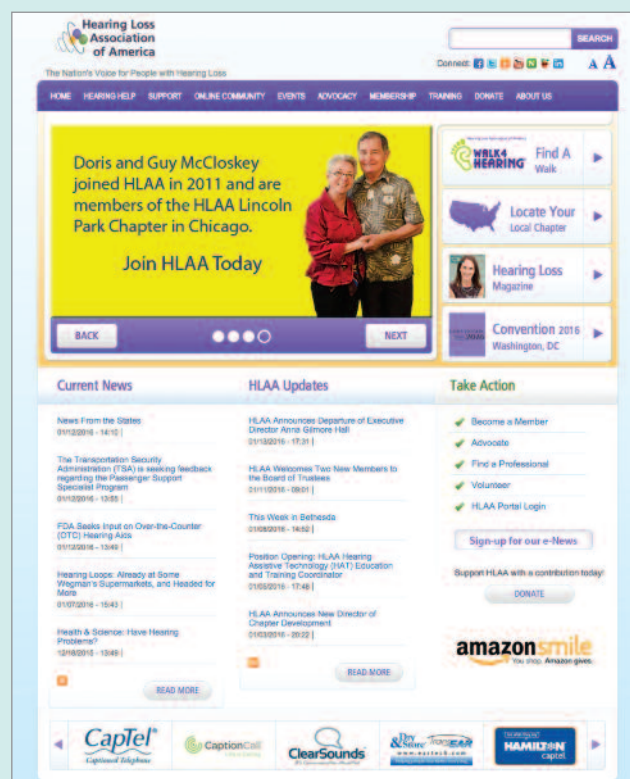 Hearing Loss
Association
of America
The Nation's Voice for People with Hearing Loss
SEARCH
Connect:
A A
HOME HEARING HELP SUPPORT ONLINE COMMUNITY EVENTS ADVOCACY MEMBERSHIP TRAINING DONATE ABOUT US
Doris and Guy McCloskey
joined HLAA in 2011 and are
members of the HLAA Lincoln
Park Chapter in Chicago.
Join HLAA Today
BACK
NEXT
WALK4
HEARING
Find A
Walk
Locate Your
Local Chapter
Hearing Loss
Magazine
Convention 2016
Washington, DC
Current News
News From the States
01/12/2016 - 14:10 |
The Transportation Security
Administration (TSA) is seeking feedback
regarding the Passenger Support
Specialist Program
01/12/2016 - 13:55 |
FDA Seeks Input on Over-the-Counter
(OTC) Hearing Aids
01/12/2016 - 13:49 |
Hearing Loops: Already at Some
Wegman's Supermarkets, and Headed for
More
01/07/2016 - 15:43 |
Health & Science: Have Hearing
Problems?
12/18/2016 - 13:49 |
READ MORE
HLAA Updates
HLAA Announces Departure of Executive
Director Anna Gilmore Hall
01/13/2016 - 17:31 |
HLAA Welcomes Two New Members to
the Board of Trustees
01/11/2016 - 09:01 |
This Week in Bethesda
01/08/2016 - 14:52 |
Position Opening: HLAA Hearing
Assistive Technology (HAT) Education
and Training Coordinator
01/05/2016 - 17:46 |
HLAA Announces New Director of
Chapter Development
01/03/2016 - 20:22 |
READ MORE
Take Action
Become a Member
Advocate
Find a Professional
Volunteer
HLAA Portal Login
Sign-up for our e-News
Support HLAA with a contribution today!
DONATE
amazonsmile
You shop. Amazon gives.
CapTel®
Captioned Telephone
CaptionCall
ClearSounds
Dry
& Store
EAR
HAMILTON
captel